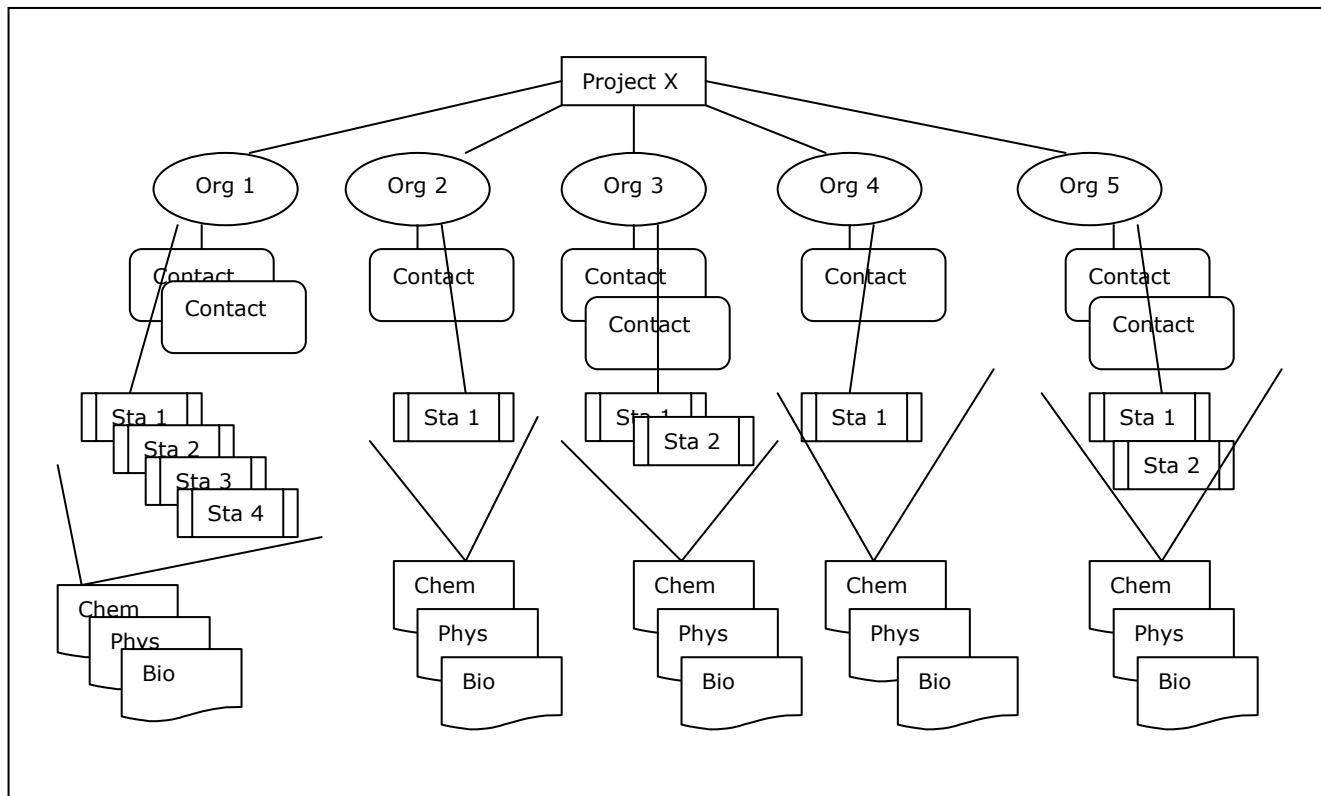 Project X
Org 1
Org 2
Org 3
Org 4
Org 5
Contact
Contact
Contact
Contact
Contact
Contact
Contact
Contact
Sta 1
Sta 2
Sta 3
Sta 4
Sta 1
Sta 1
Sta 2
Sta 1
Sta 1
Sta 2
Chem
Phys
Bio
Chem
Phys
Bio
Chem
Phys
Bio
Chem
Phys
Bio
Chem
Phys
Bio